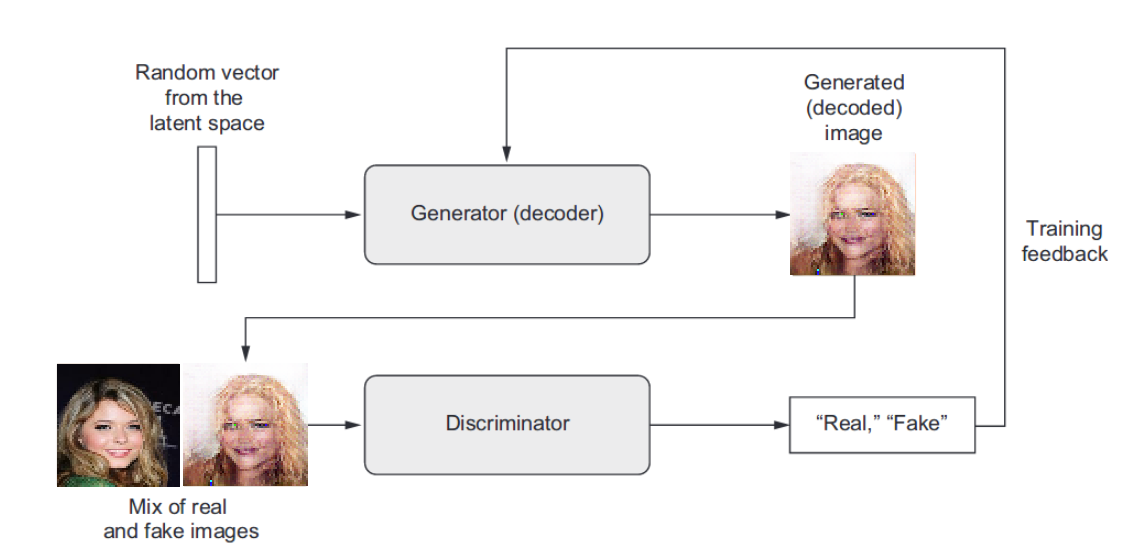 Random vector
from the
latent space
Generator (decoder)
Generated
(decoded)
image
Training
feedback
ECA
Mix of real
and fake images
Discriminator
“Real,” “Fake”